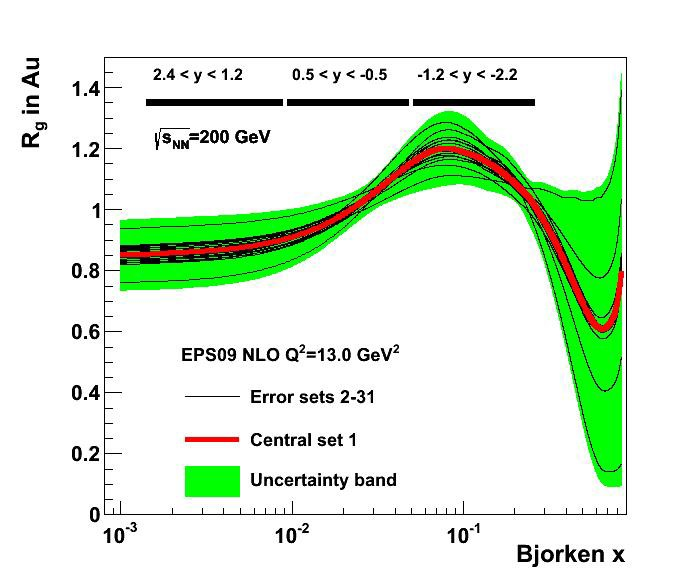 R_g in Au
2.4 < y < 1.2 0.5 < y < -0.5 -1.2 < y < -2.2
√s_NN=200 GeV
1.4
1.2
1
0.8
0.6
0.4
0.2
0
EPS09 NLO Q²=13.0 GeV²
Error sets 2-31
Central set 1
Uncertainty band
10⁻³ 10⁻² 10⁻¹
Bjorken x